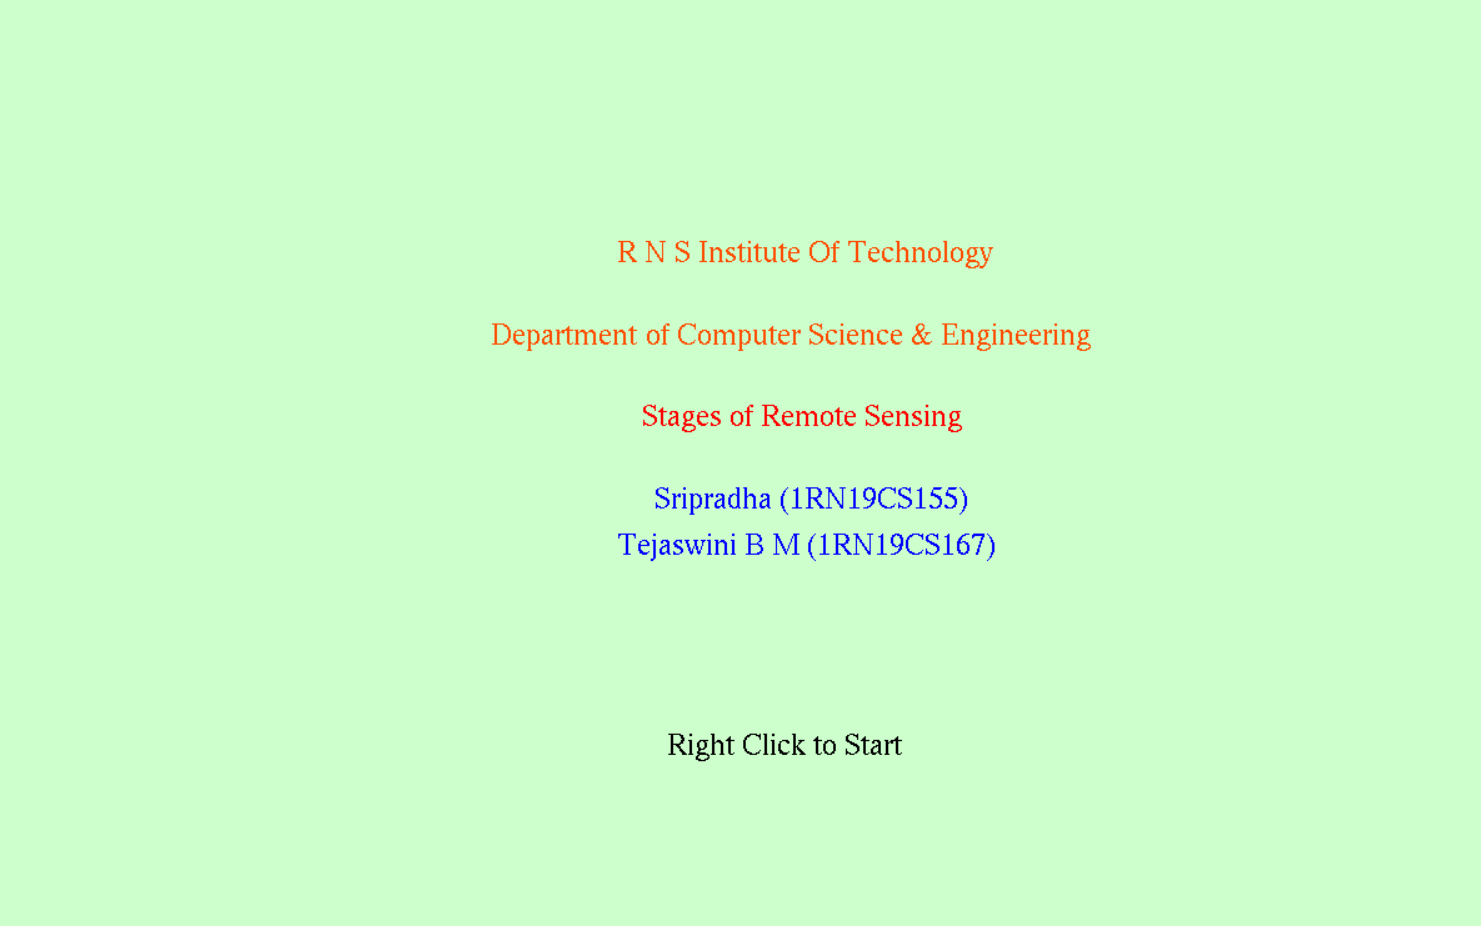 R N S Institute Of Technology
Department of Computer Science & Engineering
Stages of Remote Sensing
Sripradha (1RN19CS155)
Tejaswini B M (1RN19CS167)
Right Click to Start